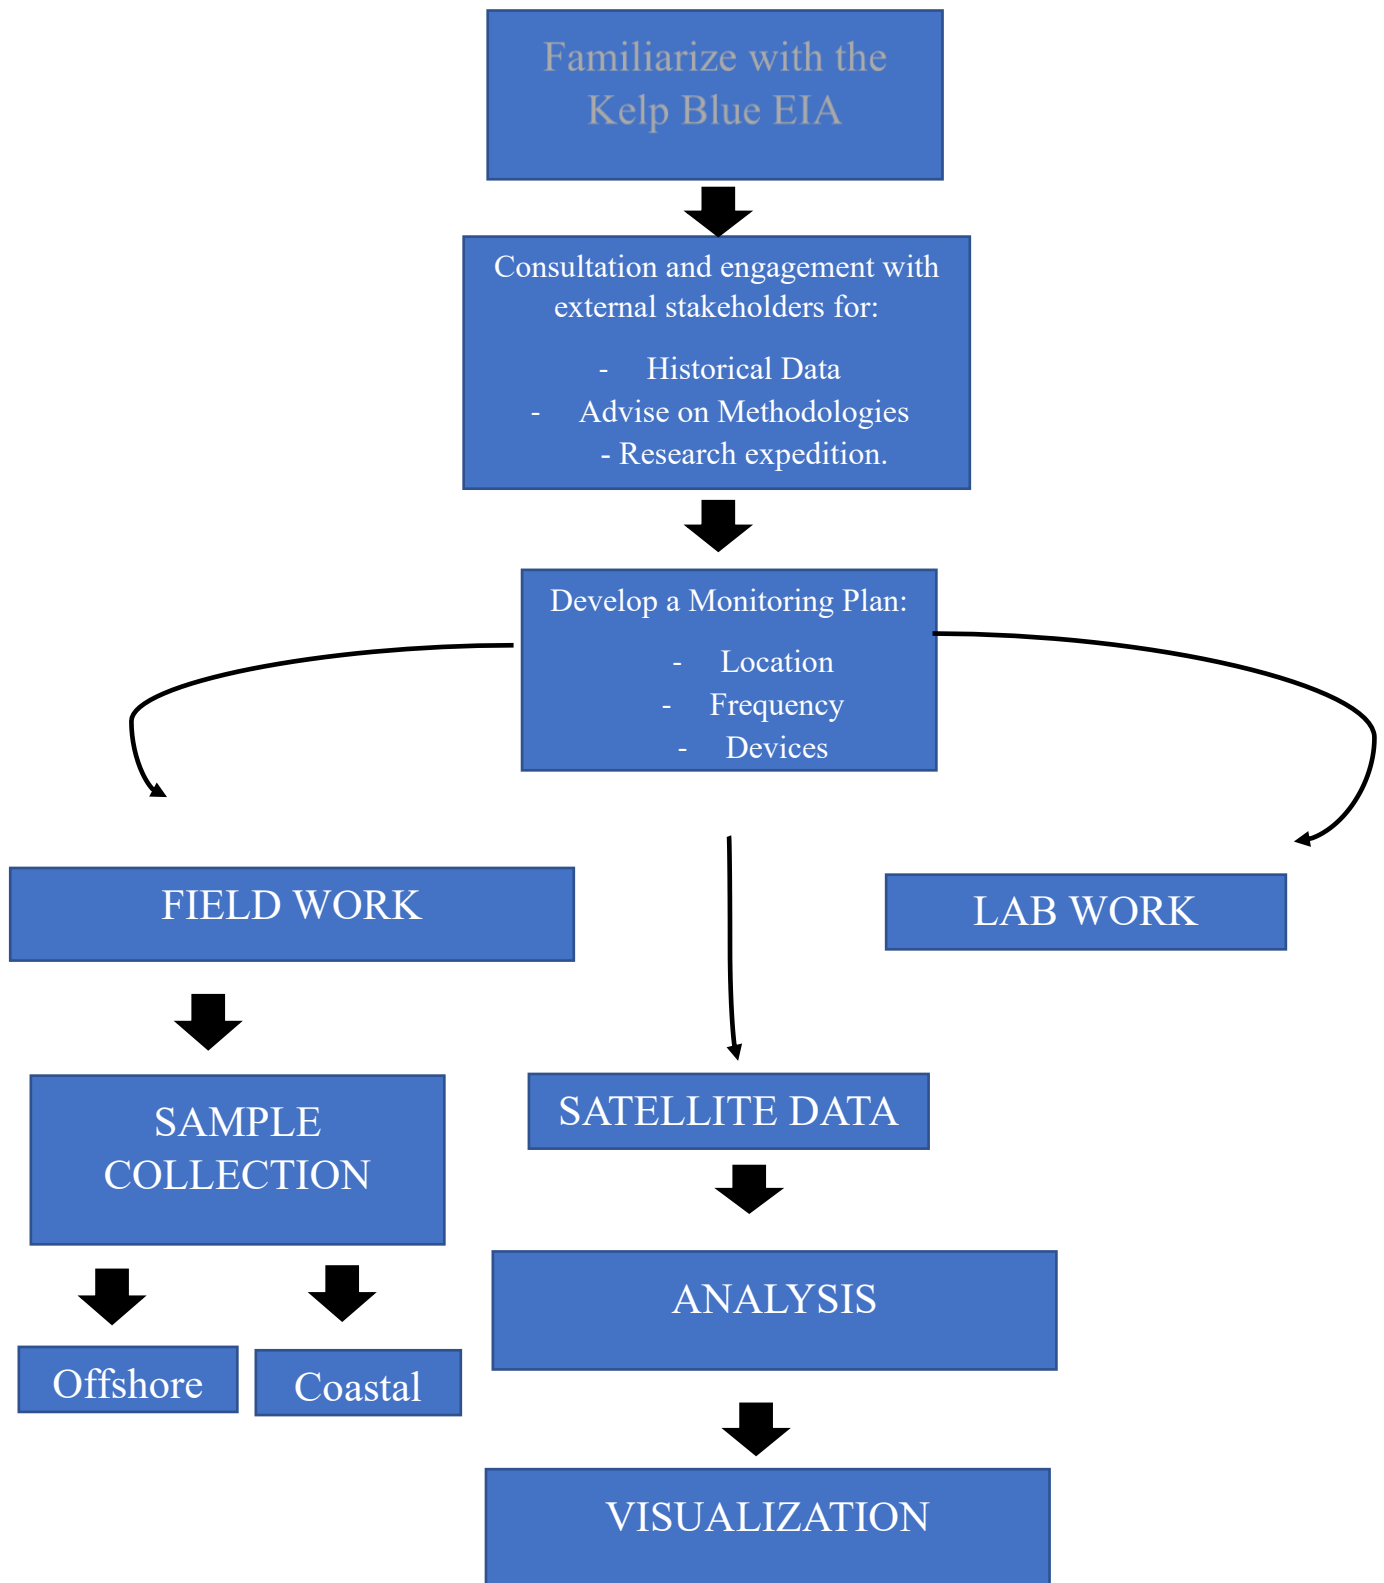 Familiarize with the
Kelp Blue EIA
Consultation and engagement with
external stakeholders for:
- Historical Data
- Advise on Methodologies
- Research expedition.
Develop a Monitoring Plan:
- Location
- Frequency
- Devices
FIELD WORK
LAB WORK
SAMPLE
COLLECTION
SATELLITE DATA
ANALYSIS
Offshore
Coastal
VISUALIZATION